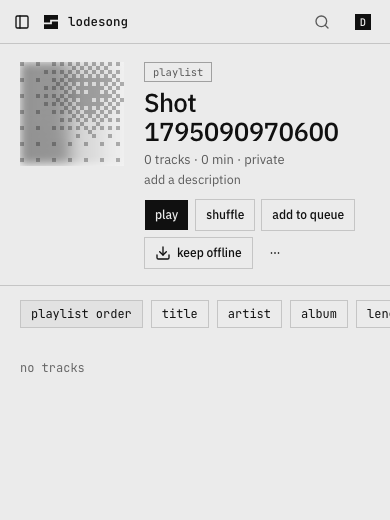 lodesong
D
playlist
Shot
1795090970600
0 tracks · 0 min · private
add a description
play
shuffle
add to queue
keep offline
···
playlist order
title
artist
album
len
no tracks